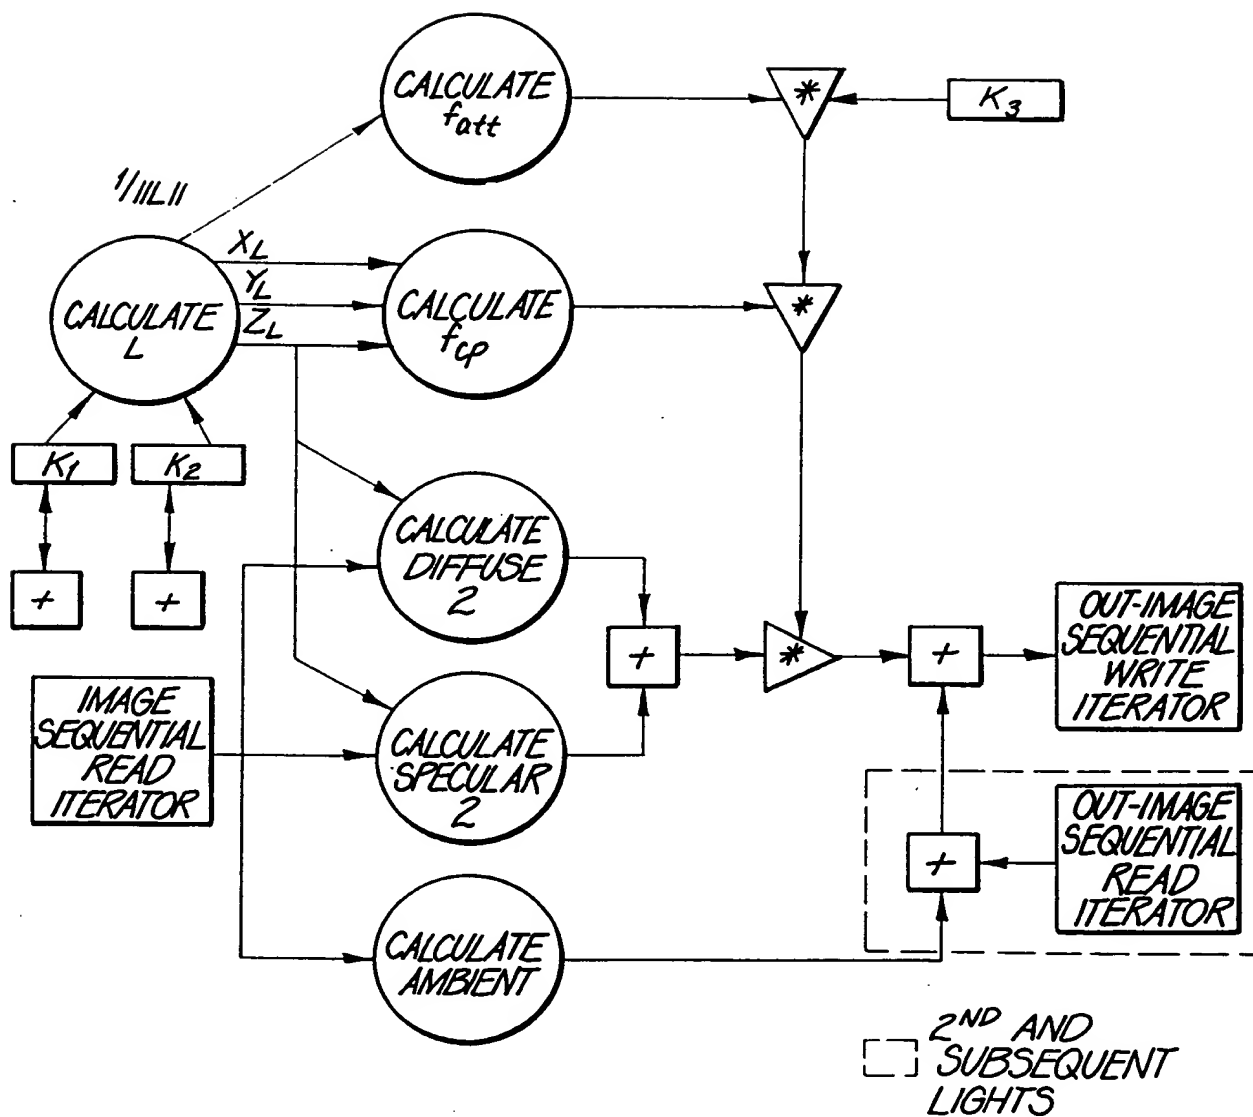 CALCULATE
fatt
*
K3
1/||L||
XL
YL
ZL
CALCULATE
L
CALCULATE
fcp
*
K1
K2
+
+
CALCULATE
DIFFUSE
2
+
*
+
OUT-IMAGE
SEQUENTIAL
WRITE
ITERATOR
IMAGE
SEQUENTIAL
READ
ITERATOR
CALCULATE
SPECULAR
2
+
OUT-IMAGE
SEQUENTIAL
READ
ITERATOR
CALCULATE
AMBIENT
2ND AND
SUBSEQUENT
LIGHTS